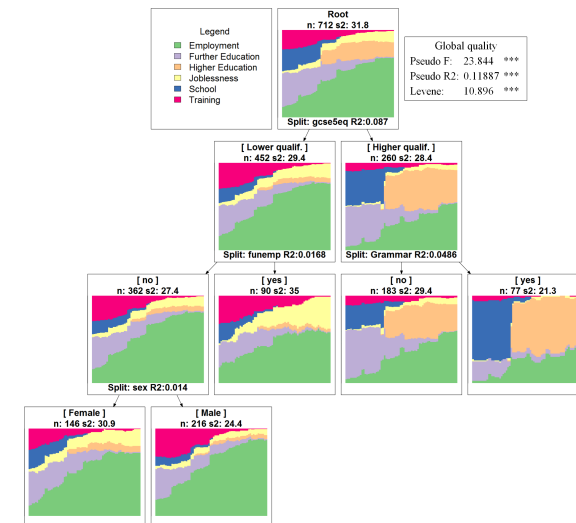 Legend
Employment
Further Education
Higher Education
Joblessness
School
Training
Root
n: 712 s2: 31.8
Split: gcse5eq R2:0.087
Global quality
Pseudo F: 23.844 ***
Pseudo R2: 0.11887 ***
Levene: 10.896 ***
[ Lower qualif. ]
n: 452 s2: 29.4
Split: funemp R2:0.0168
[ Higher qualif. ]
n: 260 s2: 28.4
Split: Grammar R2:0.0486
[ no ]
n: 362 s2: 27.4
Split: sex R2:0.014
[ yes ]
n: 90 s2: 35
[ no ]
n: 183 s2: 29.4
[ yes ]
n: 77 s2: 21.3
[ Female ]
n: 146 s2: 30.9
[ Male ]
n: 216 s2: 24.4